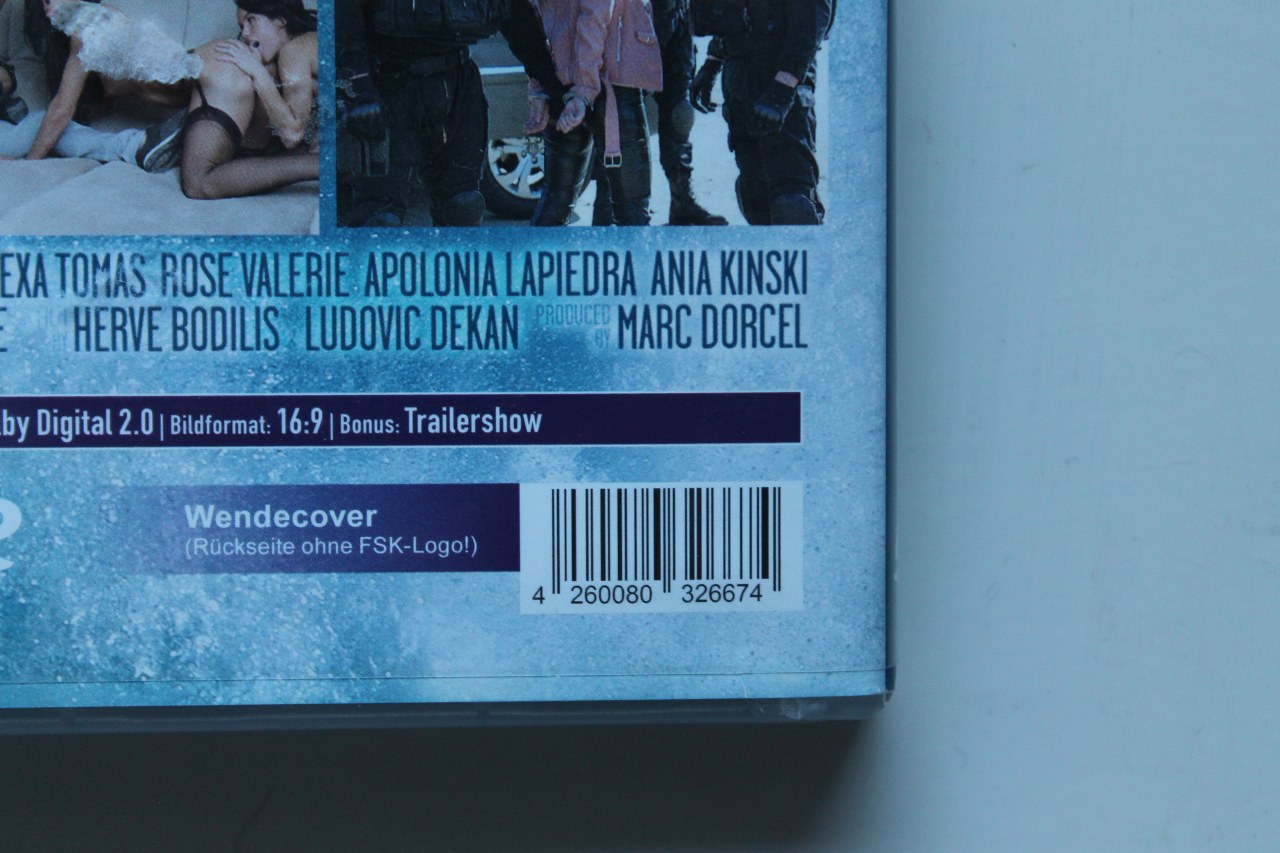 EXA TOMAS ROSE VALERIE APOLONIA LAPIEDRA ANIA KINSKI
HERVE BODILIS LUDOVIC DEKAN PRODUCED BY MARC DORCEL
lby Digital 2.0 | Bildformat: 16:9 | Bonus: Trailershow
Wendecover
(Rückseite ohne FSK-Logo!)
4 260080 326674